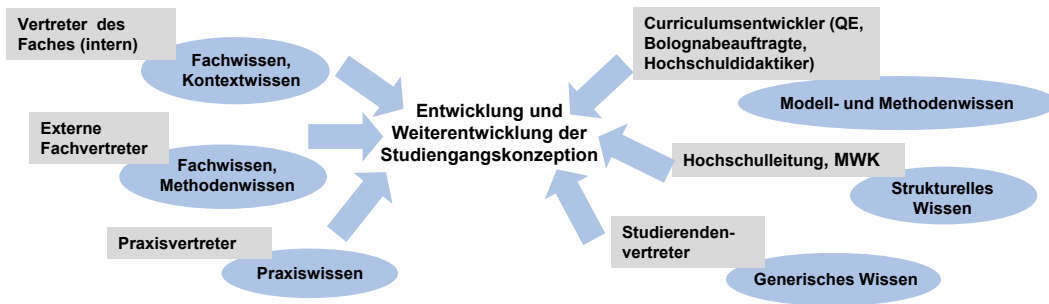 Vertreter des
Faches (intern)
Fachwissen,
Kontextwissen
Externe
Fachvertreter
Fachwissen,
Methodenwissen
Praxisvertreter
Praxiswissen
Entwicklung und
Weiterentwicklung der
Studiengangskonzeption
Curriculumsentwickler (QE,
Bolognabeauftragte,
Hochschuldidaktiker)
Modell- und Methodenwissen
Hochschulleitung, MWK
Strukturelles
Wissen
Studierenden-
vertreter
Generisches Wissen